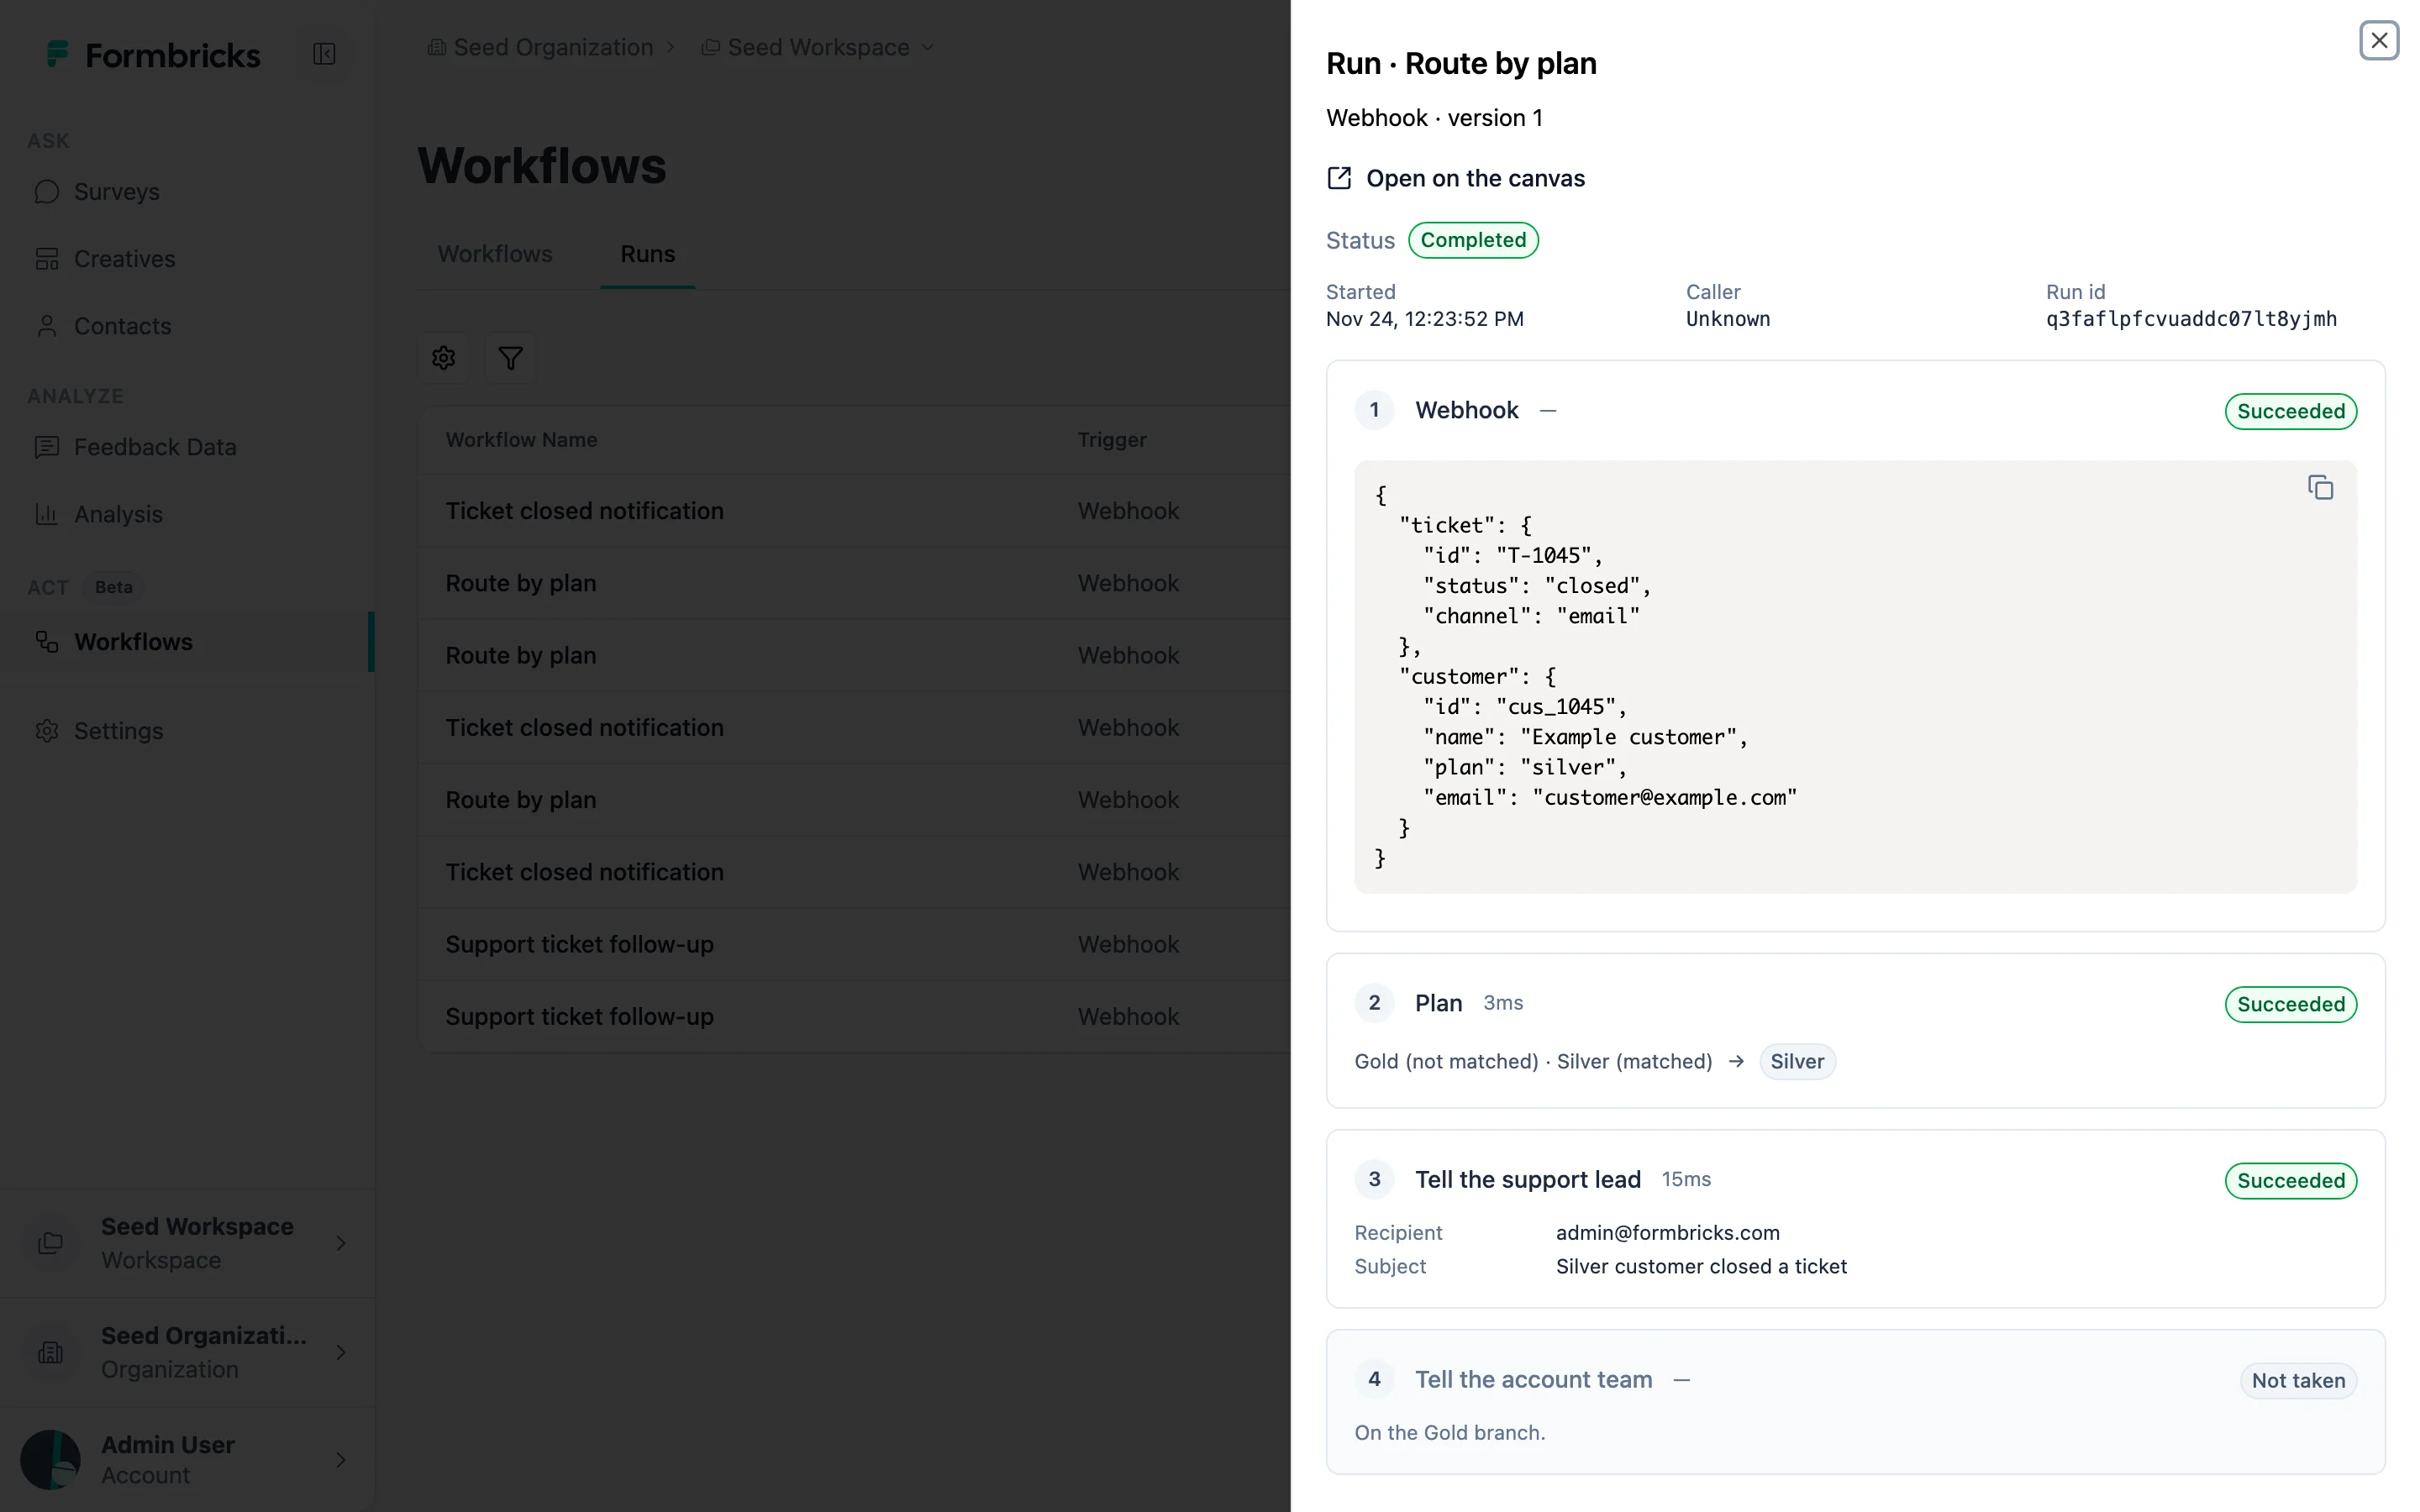 Formbricks
ASK
Surveys
Creatives
Contacts
ANALYZE
Feedback Data
Analysis
ACT Beta
Workflows
Settings
Seed Workspace
Workspace
Seed Organizati...
Organization
Admin User
Account
Seed Organization > Seed Workspace
Workflows
Workflows Runs
Workflow Name Trigger
Ticket closed notification Webhook
Route by plan Webhook
Route by plan Webhook
Ticket closed notification Webhook
Route by plan Webhook
Ticket closed notification Webhook
Support ticket follow-up Webhook
Support ticket follow-up Webhook
Run · Route by plan
Webhook · version 1
Open on the canvas
Status Completed
Started Caller Run id
Nov 24, 12:23:52 PM Unknown q3faflpfcvuaddc07lt8yjmh
1 Webhook — Succeeded
{
  "ticket": {
    "id": "T-1045",
    "status": "closed",
    "channel": "email"
  },
  "customer": {
    "id": "cus_1045",
    "name": "Example customer",
    "plan": "silver",
    "email": "customer@example.com"
  }
}
2 Plan 3ms Succeeded
Gold (not matched) · Silver (matched) → Silver
3 Tell the support lead 15ms Succeeded
Recipient admin@formbricks.com
Subject Silver customer closed a ticket
4 Tell the account team — Not taken
On the Gold branch.